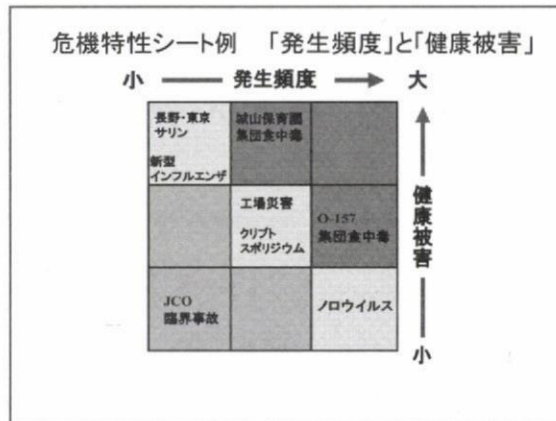 危機特性シート例 「発生頻度」と「健康被害」
小 発生頻度 大
長野・東京
サリン
新型
インフルエンザ
城山保育園
集団食中毒
工場災害
クリプト
スポリジウム
O-157
集団食中毒
JCO
臨界事故
ノロウイルス
健康被害
小